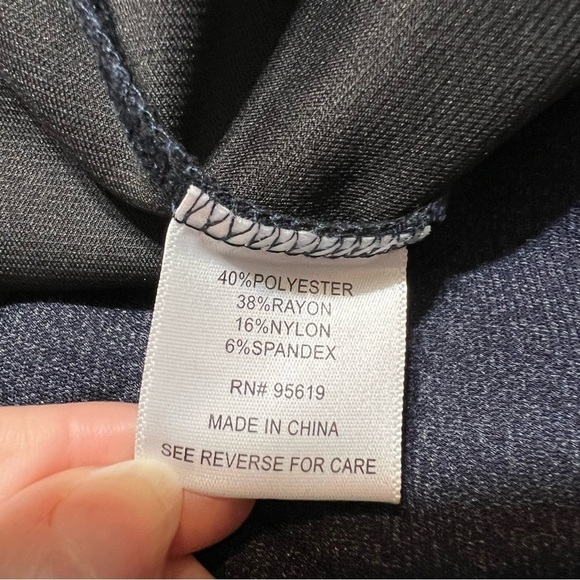 40%POLYESTER
38%RAYON
16%NYLON
6%SPANDEX
RN# 95619
MADE IN CHINA
SEE REVERSE FOR CARE